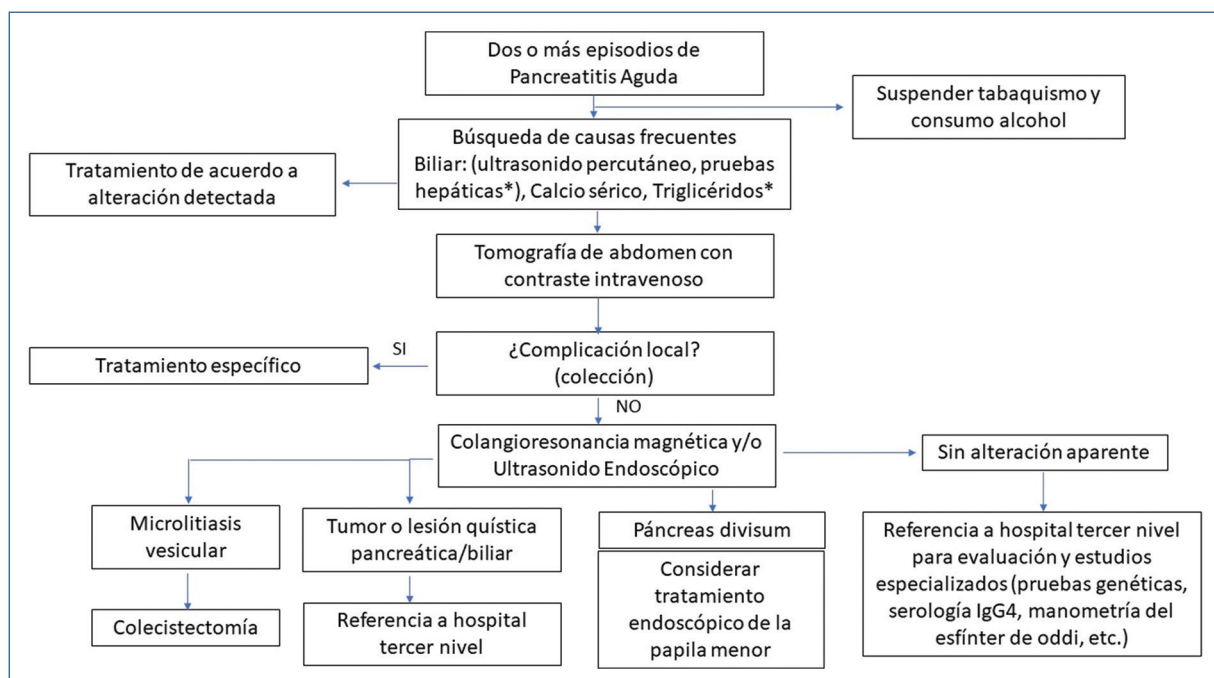 Dos o más episodios de
Pancreatitis Aguda
Suspender tabaquismo y
consumo alcohol
Búsqueda de causas frecuentes
Biliar: (ultrasonido percutáneo, pruebas
hepáticas*), Calcio sérico, Triglicéridos*
Tratamiento de acuerdo a
alteración detectada
Tomografía de abdomen con
contraste intravenoso
¿Complicación local?
(colección)
SI
Tratamiento específico
NO
Colangioresonancia magnética y/o
Ultrasonido Endoscópico
Sin alteración aparente
Microlitiasis
vesicular
Tumor o lesión quística
pancreática/biliar
Páncreas divisum
Referencia a hospital tercer nivel
para evaluación y estudios
especializados (pruebas genéticas,
serología IgG4, manometría del
esfínter de oddi, etc.)
Colecistectomía
Referencia a hospital
tercer nivel
Considerar
tratamiento
endoscópico de la
papila menor